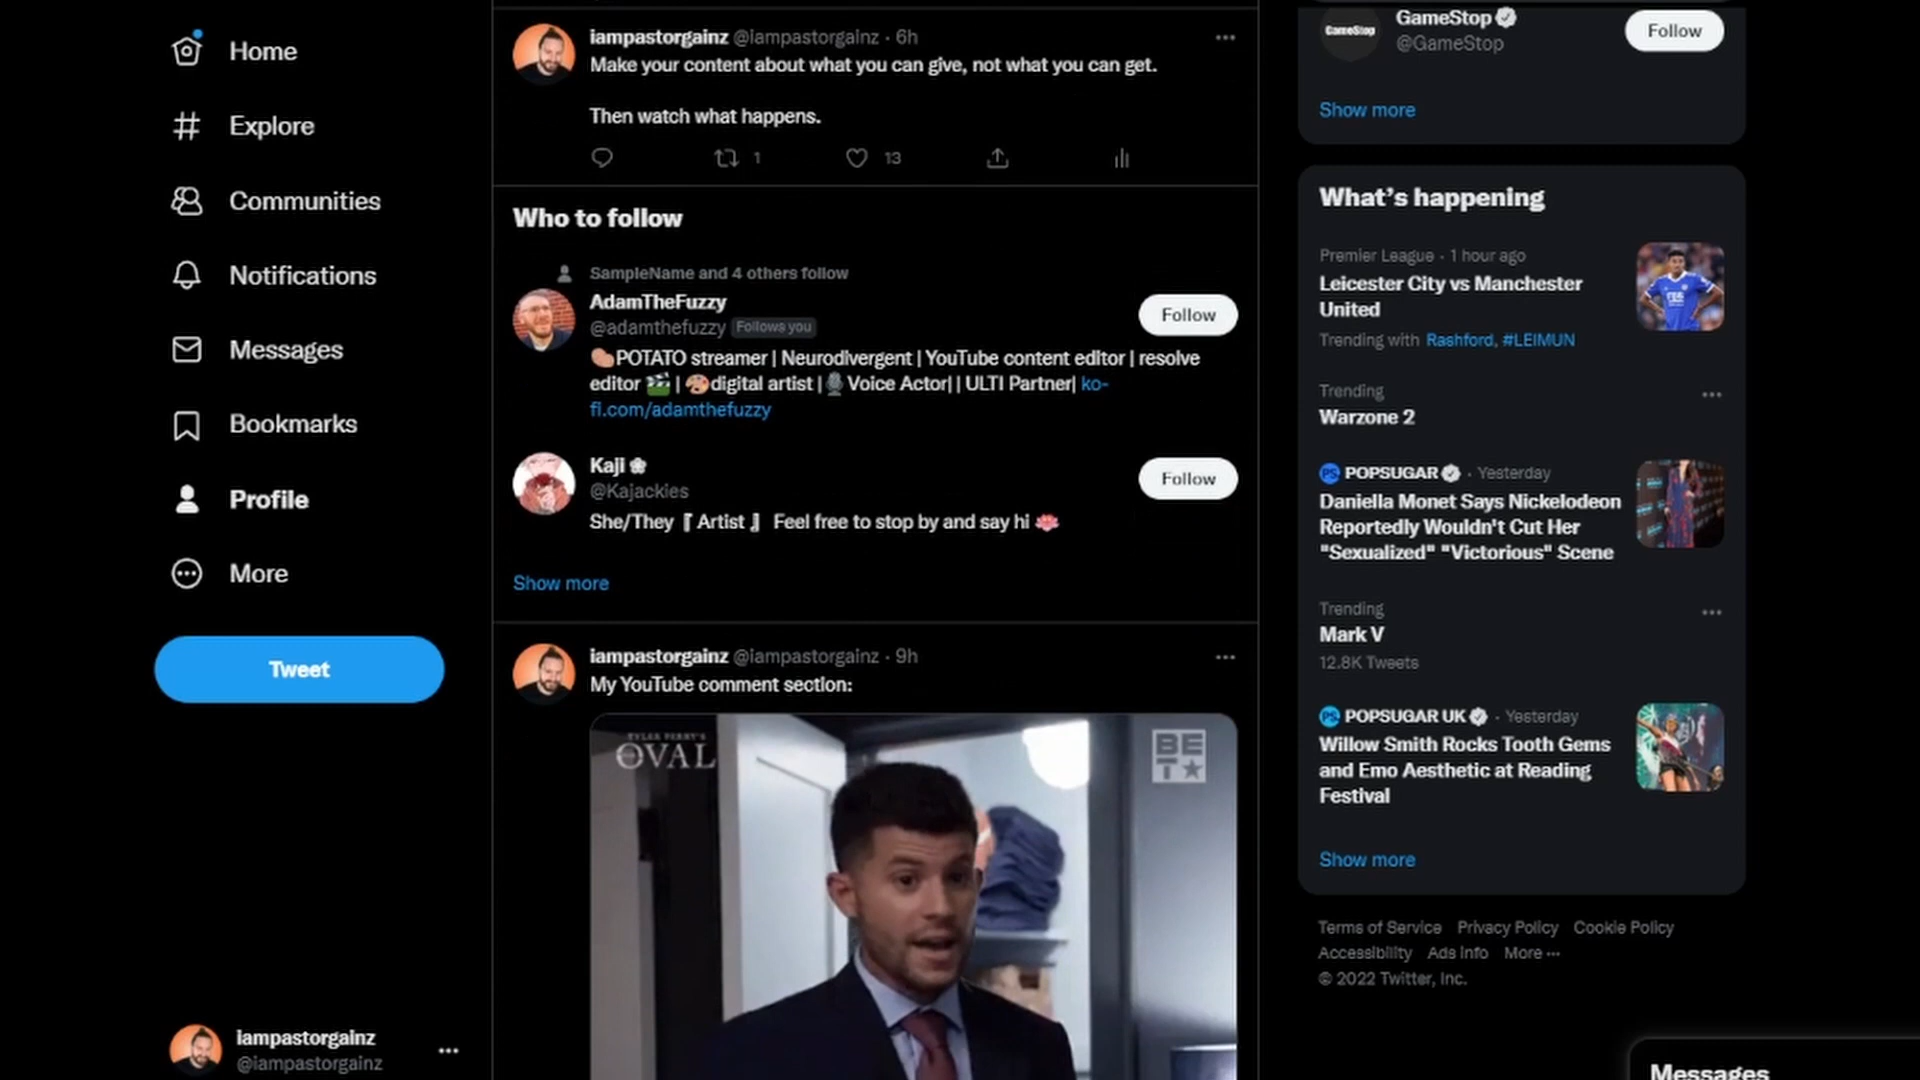 Home
Explore
Communities
Notifications
Messages
Bookmarks
Profile
More
Tweet
iampastorgainz
@iampastorgainz
iampastorgainz @iampastorgainz · 6h
Make your content about what you can give, not what you can get.
Then watch what happens.
1 13
Who to follow
SampleName and 4 others follow
AdamTheFuzzy
@adamthefuzzy Follows you
Follow
🥔POTATO streamer | Neurodivergent | YouTube content editor | resolve
editor 🎬 | 🎨digital artist |🎙️Voice Actor| | ULTI Partner| ko-
fi.com/adamthefuzzy
Kaji ❀
@Kajackies
Follow
She/They 『 Artist 』 Feel free to stop by and say hi 🪷
Show more
iampastorgainz @iampastorgainz · 9h
My YouTube comment section:
TYLER PERRY'S
OVAL
BE
T★
GameStop
GameStop
@GameStop
Follow
Show more
What's happening
Premier League · 1 hour ago
Leicester City vs Manchester
United
Trending with Rashford, #LEIMUN
Trending
Warzone 2
PS POPSUGAR · Yesterday
Daniella Monet Says Nickelodeon
Reportedly Wouldn't Cut Her
"Sexualized" "Victorious" Scene
Trending
Mark V
12.8K Tweets
PS POPSUGAR UK · Yesterday
Willow Smith Rocks Tooth Gems
and Emo Aesthetic at Reading
Festival
Show more
Terms of Service Privacy Policy Cookie Policy
Accessibility Ads info More ···
© 2022 Twitter, Inc.
Messages